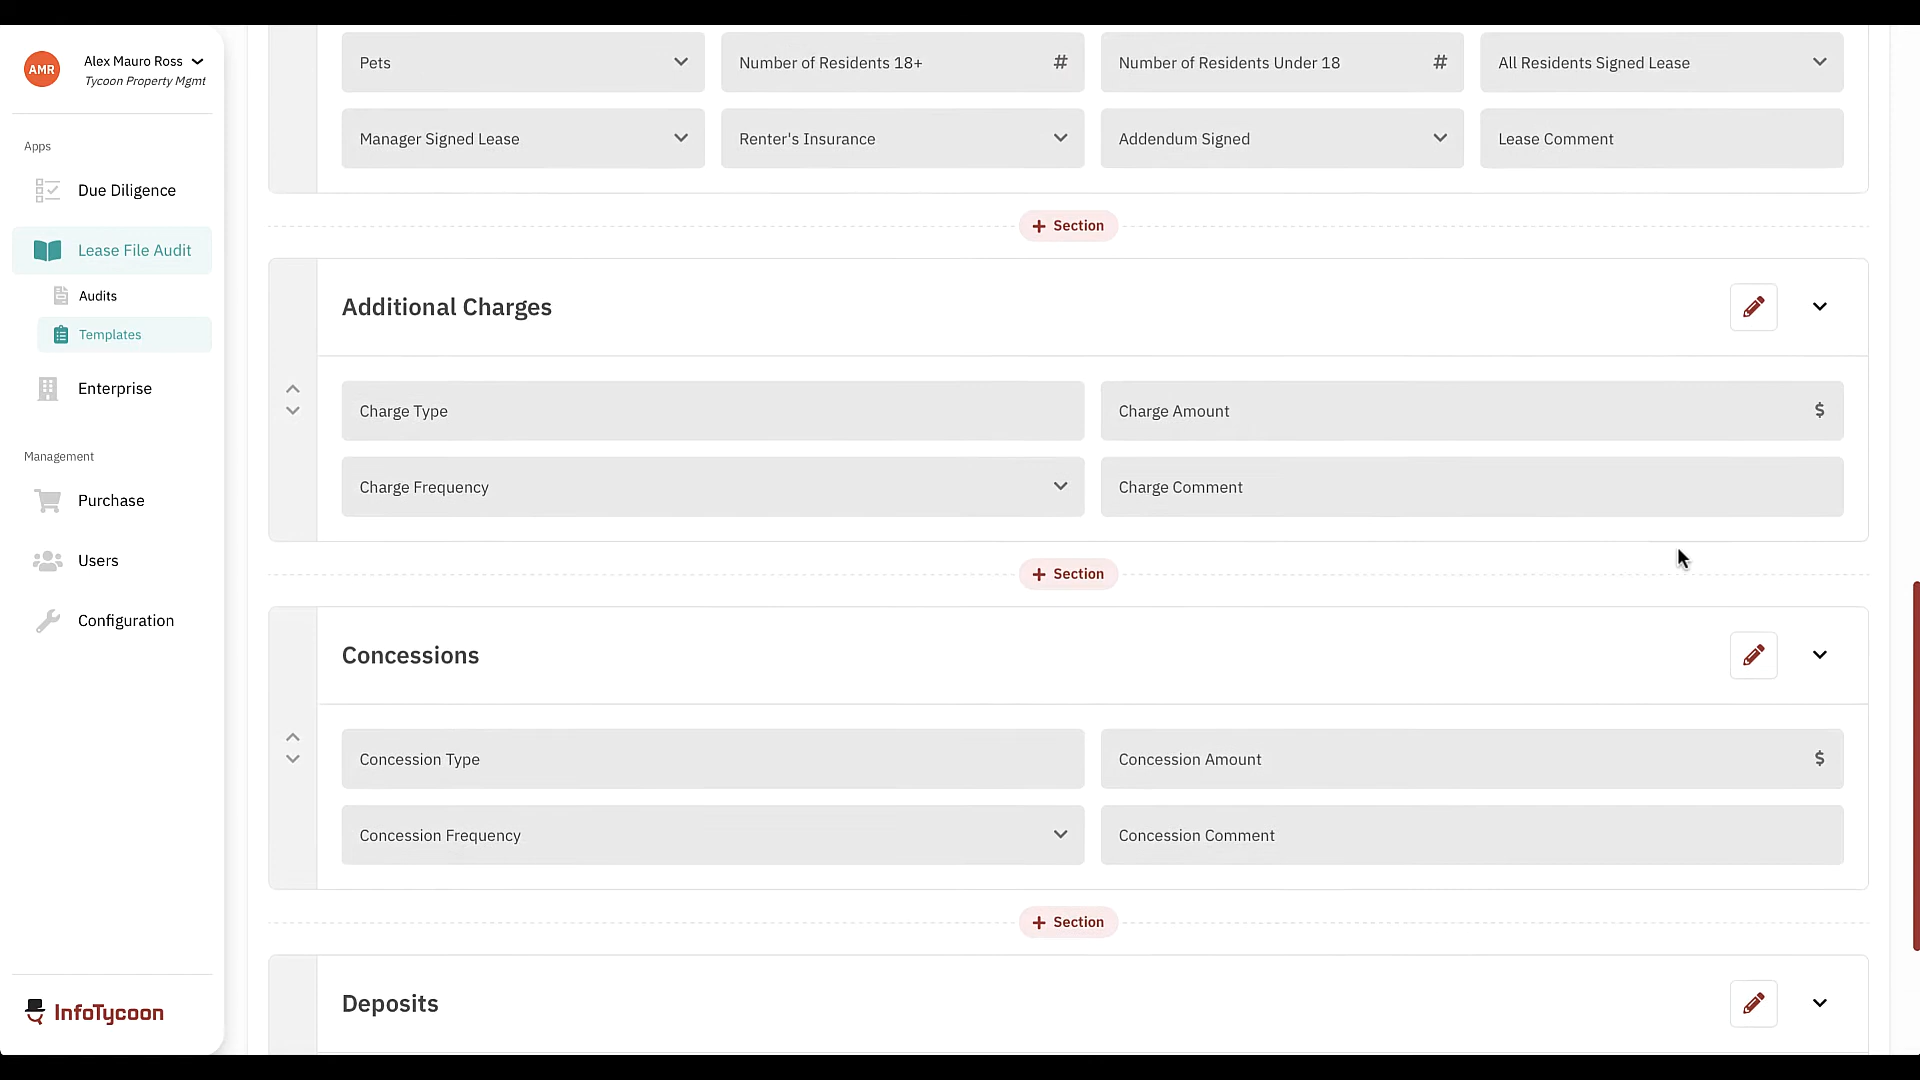 AMR
Alex Mauro Ross
Tycoon Property Mgmt
Apps
Due Diligence
Lease File Audit
Audits
Templates
Enterprise
Management
Purchase
Users
Configuration
InfoTycoon
Pets
Number of Residents 18+ #
Number of Residents Under 18 #
All Residents Signed Lease
Manager Signed Lease
Renter's Insurance
Addendum Signed
Lease Comment
+ Section
Additional Charges
Charge Type
Charge Amount $
Charge Frequency
Charge Comment
+ Section
Concessions
Concession Type
Concession Amount $
Concession Frequency
Concession Comment
+ Section
Deposits